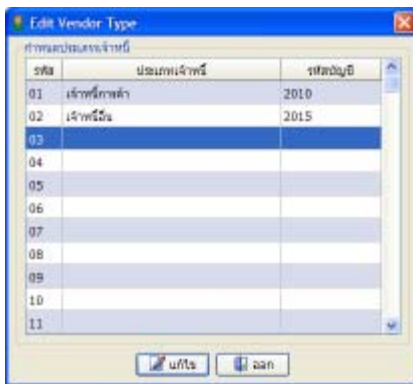 Edit Vendor Type
กำหนดประเภทเจ้าหนี้
รหัส ประเภทเจ้าหนี้ รหัสบัญชี
01 เจ้าหนี้การค้า 2010
02 เจ้าหนี้อื่น 2015
03
04
05
06
07
08
09
10
11
แก้ไข ออก